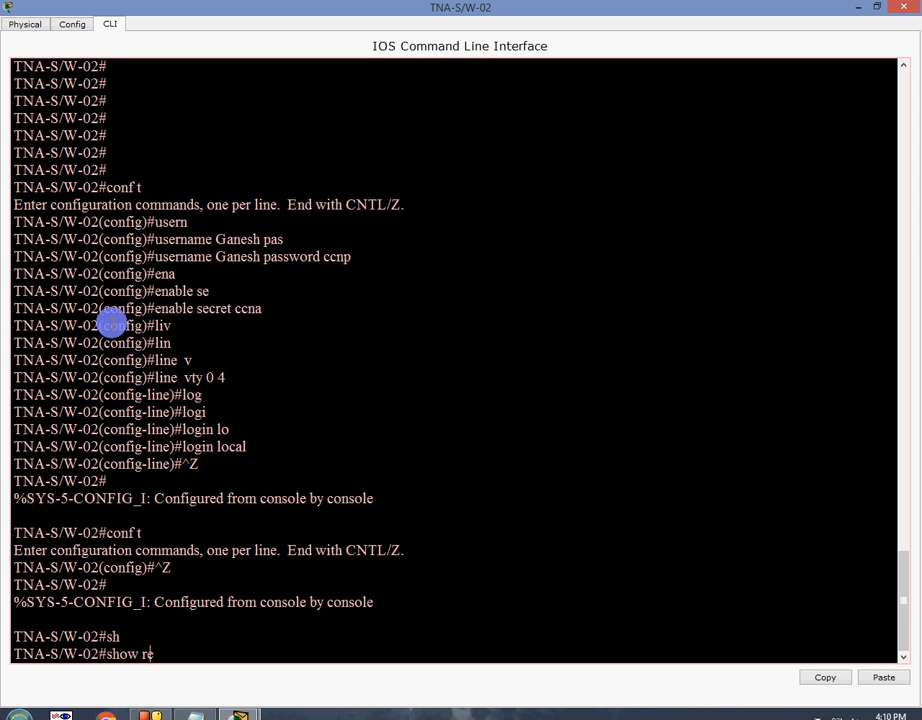 TNA-S/W-02
Physical Config CLI
IOS Command Line Interface
TNA-S/W-02#
TNA-S/W-02#
TNA-S/W-02#
TNA-S/W-02#
TNA-S/W-02#
TNA-S/W-02#
TNA-S/W-02#
TNA-S/W-02#conf t
Enter configuration commands, one per line.  End with CNTL/Z.
TNA-S/W-02(config)#usern
TNA-S/W-02(config)#username Ganesh pas
TNA-S/W-02(config)#username Ganesh password ccnp
TNA-S/W-02(config)#ena
TNA-S/W-02(config)#enable se
TNA-S/W-02(config)#enable secret ccna
TNA-S/W-02(config)#liv
TNA-S/W-02(config)#lin
TNA-S/W-02(config)#line  v
TNA-S/W-02(config)#line  vty 0 4
TNA-S/W-02(config-line)#log
TNA-S/W-02(config-line)#logi
TNA-S/W-02(config-line)#login lo
TNA-S/W-02(config-line)#login local
TNA-S/W-02(config-line)#^Z
TNA-S/W-02#
%SYS-5-CONFIG_I: Configured from console by console
TNA-S/W-02#conf t
Enter configuration commands, one per line.  End with CNTL/Z.
TNA-S/W-02(config)#^Z
TNA-S/W-02#
%SYS-5-CONFIG_I: Configured from console by console
TNA-S/W-02#sh
TNA-S/W-02#show re
Copy Paste
4:10 PM